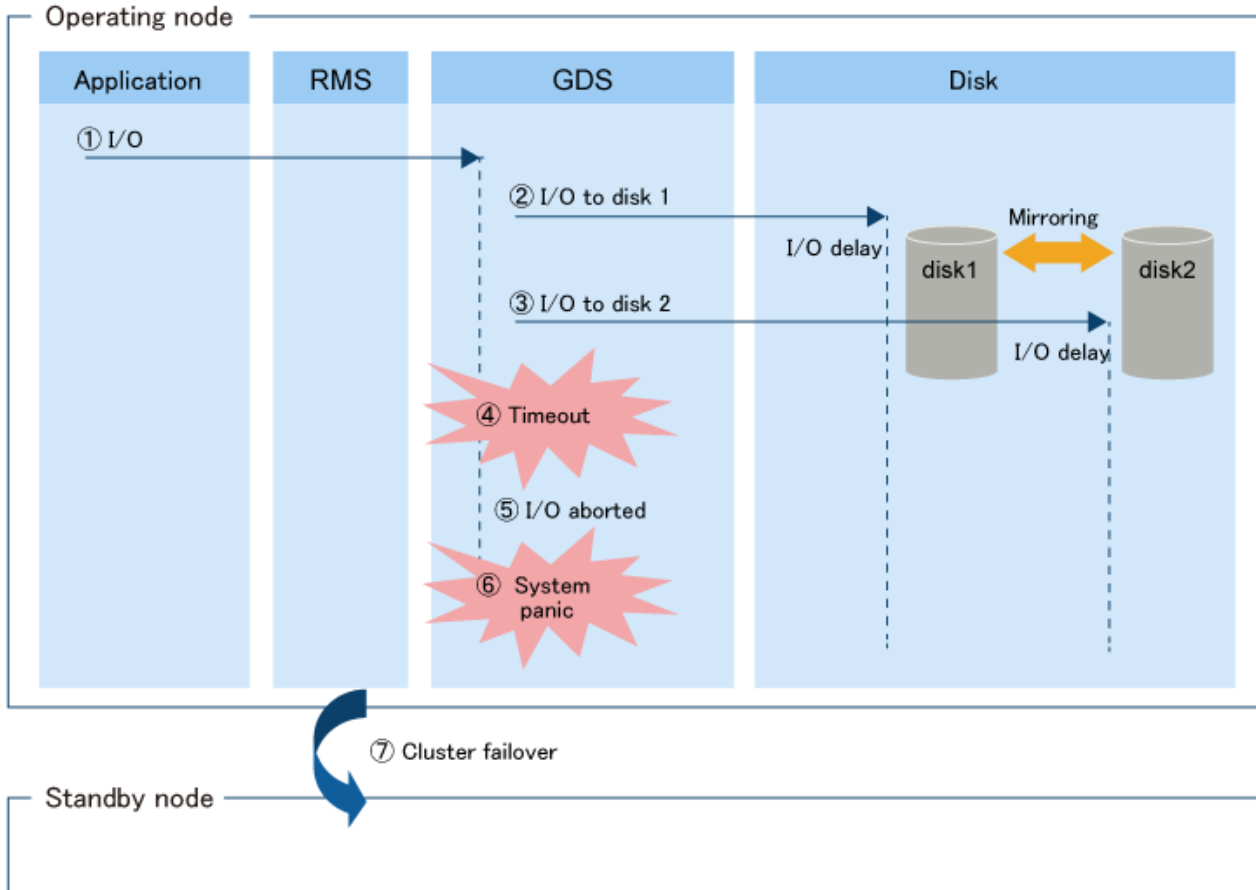 Operating node
Application
RMS
GDS
Disk
① I/O
② I/O to disk 1
Mirroring
I/O delay
disk1
disk2
③ I/O to disk 2
I/O delay
④ Timeout
⑤ I/O aborted
⑥ System
panic
⑦ Cluster failover
Standby node